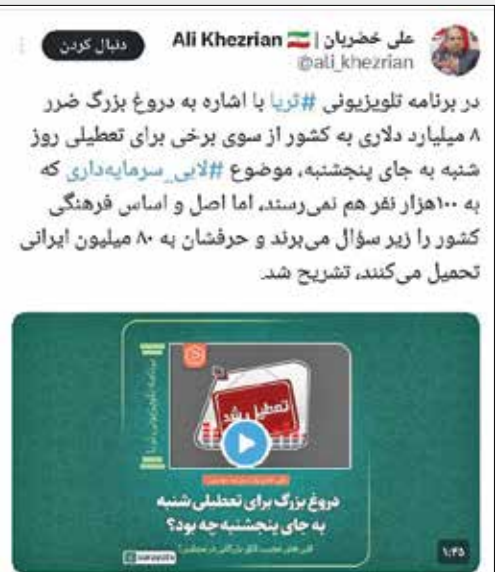 علی خضریان | Ali Khezrian
@ali_khezrian
دنبال کردن
در برنامه تلویزیونی #ثریا با اشاره به دروغ بزرگ ضرر
۸ میلیارد دلاری به کشور از سوی برخی برای تعطیلی روز
شنبه به جای پنجشنبه، موضوع #لابی_سرمایه‌داری که
به ۱۰۰هزار نفر هم نمی‌رسند، اما اصل و اساس فرهنگی
کشور را زیر سؤال می‌برند و حرفشان به ۸۰ میلیون ایرانی
تحمیل می‌کنند، تشریح شد.
تعطیل شد
دروغ بزرگ برای تعطیلی شنبه
به جای پنجشنبه چه بود؟
۱:۴۵